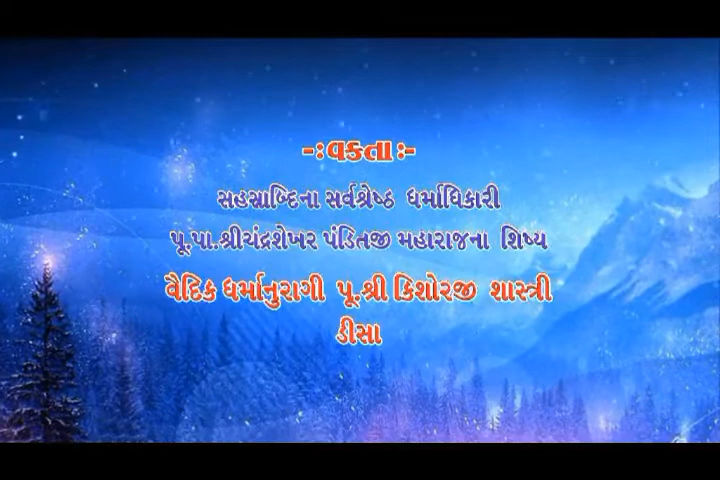 -ઃવકતાઃ-
સહસ્રાબ્દિના સર્વશ્રેષ્ઠ ધર્માધિકારી
પૂ.પા.શ્રીચંદ્રશેખર પંડિતજી મહારાજના શિષ્ય
વૈદિક ધર્માનુરાગી પૂ.શ્રી કિશોરજી શાસ્ત્રી
ડીસા